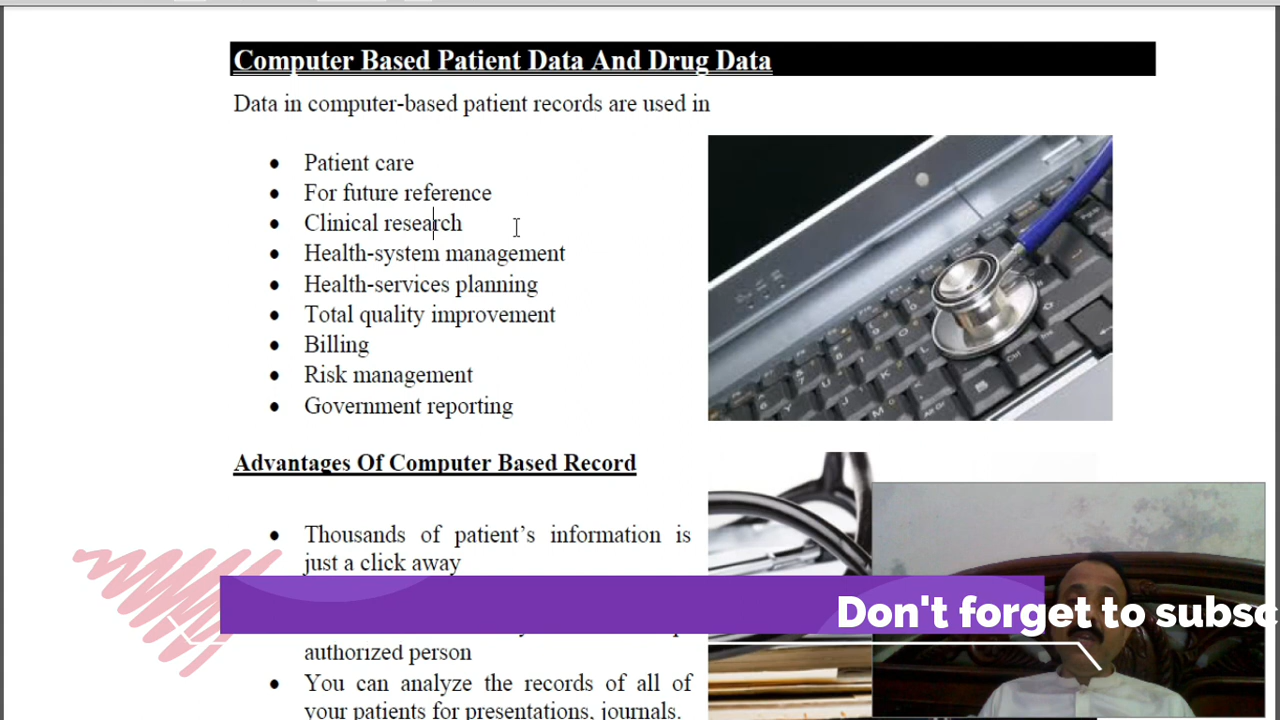 Computer Based Patient Data And Drug Data
Data in computer-based patient records are used in
• Patient care
• For future reference
• Clinical research
• Health-system management
• Health-services planning
• Total quality improvement
• Billing
• Risk management
• Government reporting
Advantages Of Computer Based Record
• Thousands of patient’s information is
just a click away
Don't forget to subsc
authorized person
• You can analyze the records of all of
your patients for presentations, journals.